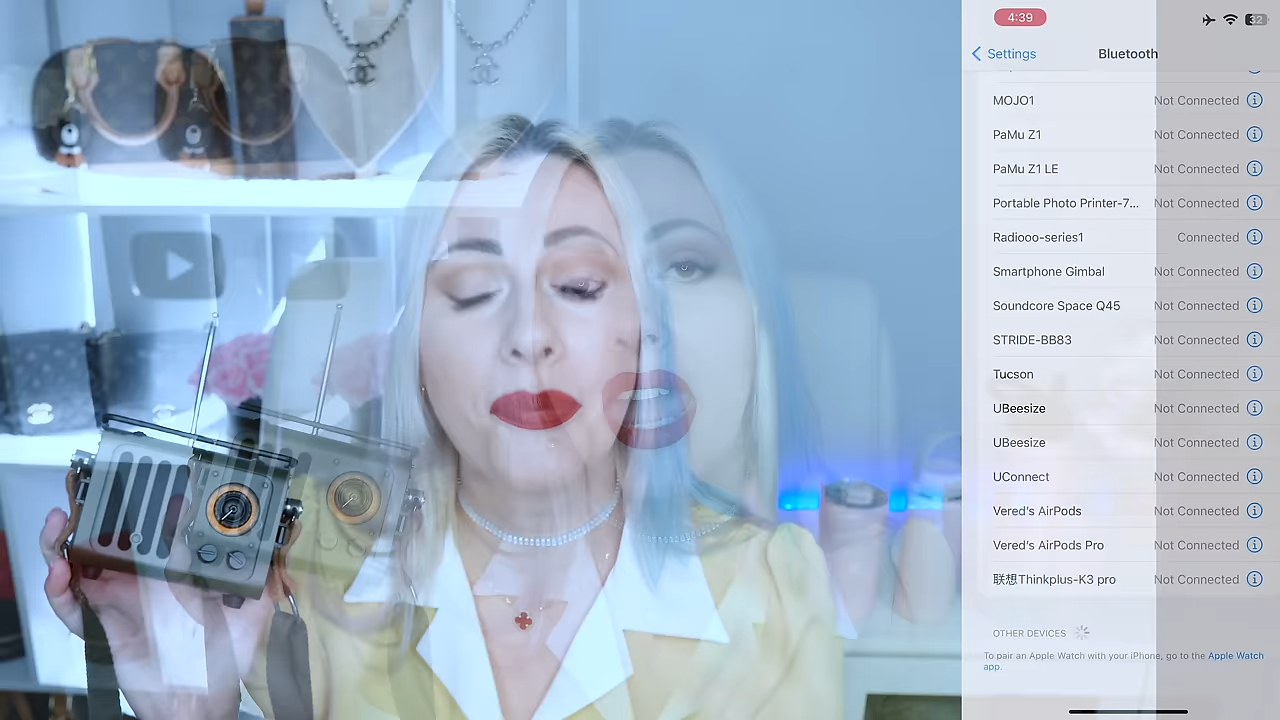 4:39
32
Settings
Bluetooth
MOJO1 Not Connected
PaMu Z1 Not Connected
PaMu Z1 LE Not Connected
Portable Photo Printer-7... Not Connected
Radiooo-series1 Connected
Smartphone Gimbal Not Connected
Soundcore Space Q45 Not Connected
STRIDE-BB83 Not Connected
Tucson Not Connected
UBeesize Not Connected
UBeesize Not Connected
UConnect Not Connected
Vered's AirPods Not Connected
Vered's AirPods Pro Not Connected
联想Thinkplus-K3 pro Not Connected
OTHER DEVICES
To pair an Apple Watch with your iPhone, go to the Apple Watch
app.